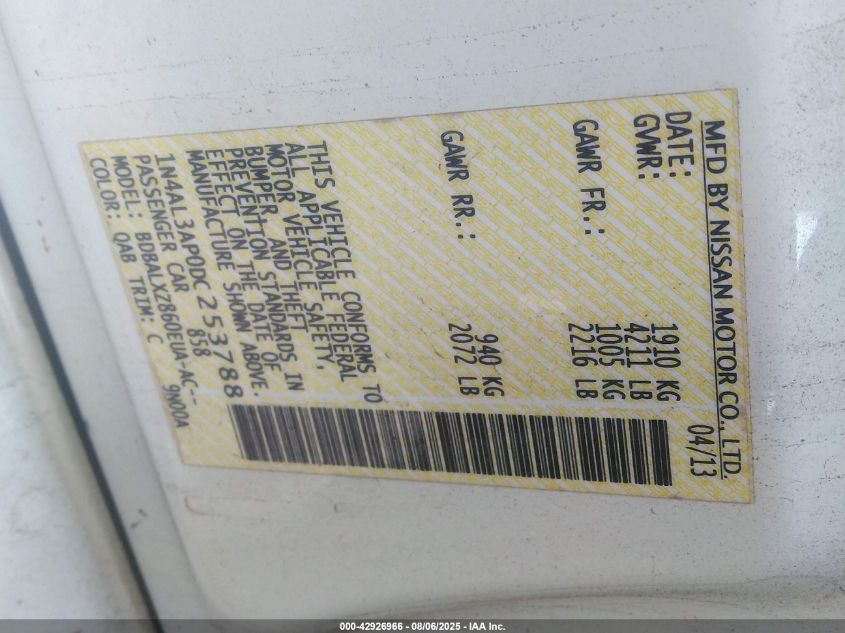 MFD BY NISSAN MOTOR CO., LTD.
DATE: 04/13
GVWR: 1910 KG
4211 LB
GAWR FR.: 1005 KG
2216 LB
GAWR RR.: 940 KG
2072 LB
THIS VEHICLE CONFORMS TO
ALL APPLICABLE FEDERAL
MOTOR VEHICLE SAFETY,
BUMPER, AND THEFT
PREVENTION STANDARDS IN
EFFECT ON THE DATE OF
MANUFACTURE SHOWN ABOVE.
1N4AL3AP0DC253788
PASSENGER CAR 858
MODEL: BDBALXZ860EUA-AC--
COLOR: QAB TRIM: C 9N00A
000-42926966 - 08/06/2025 - IAA Inc.